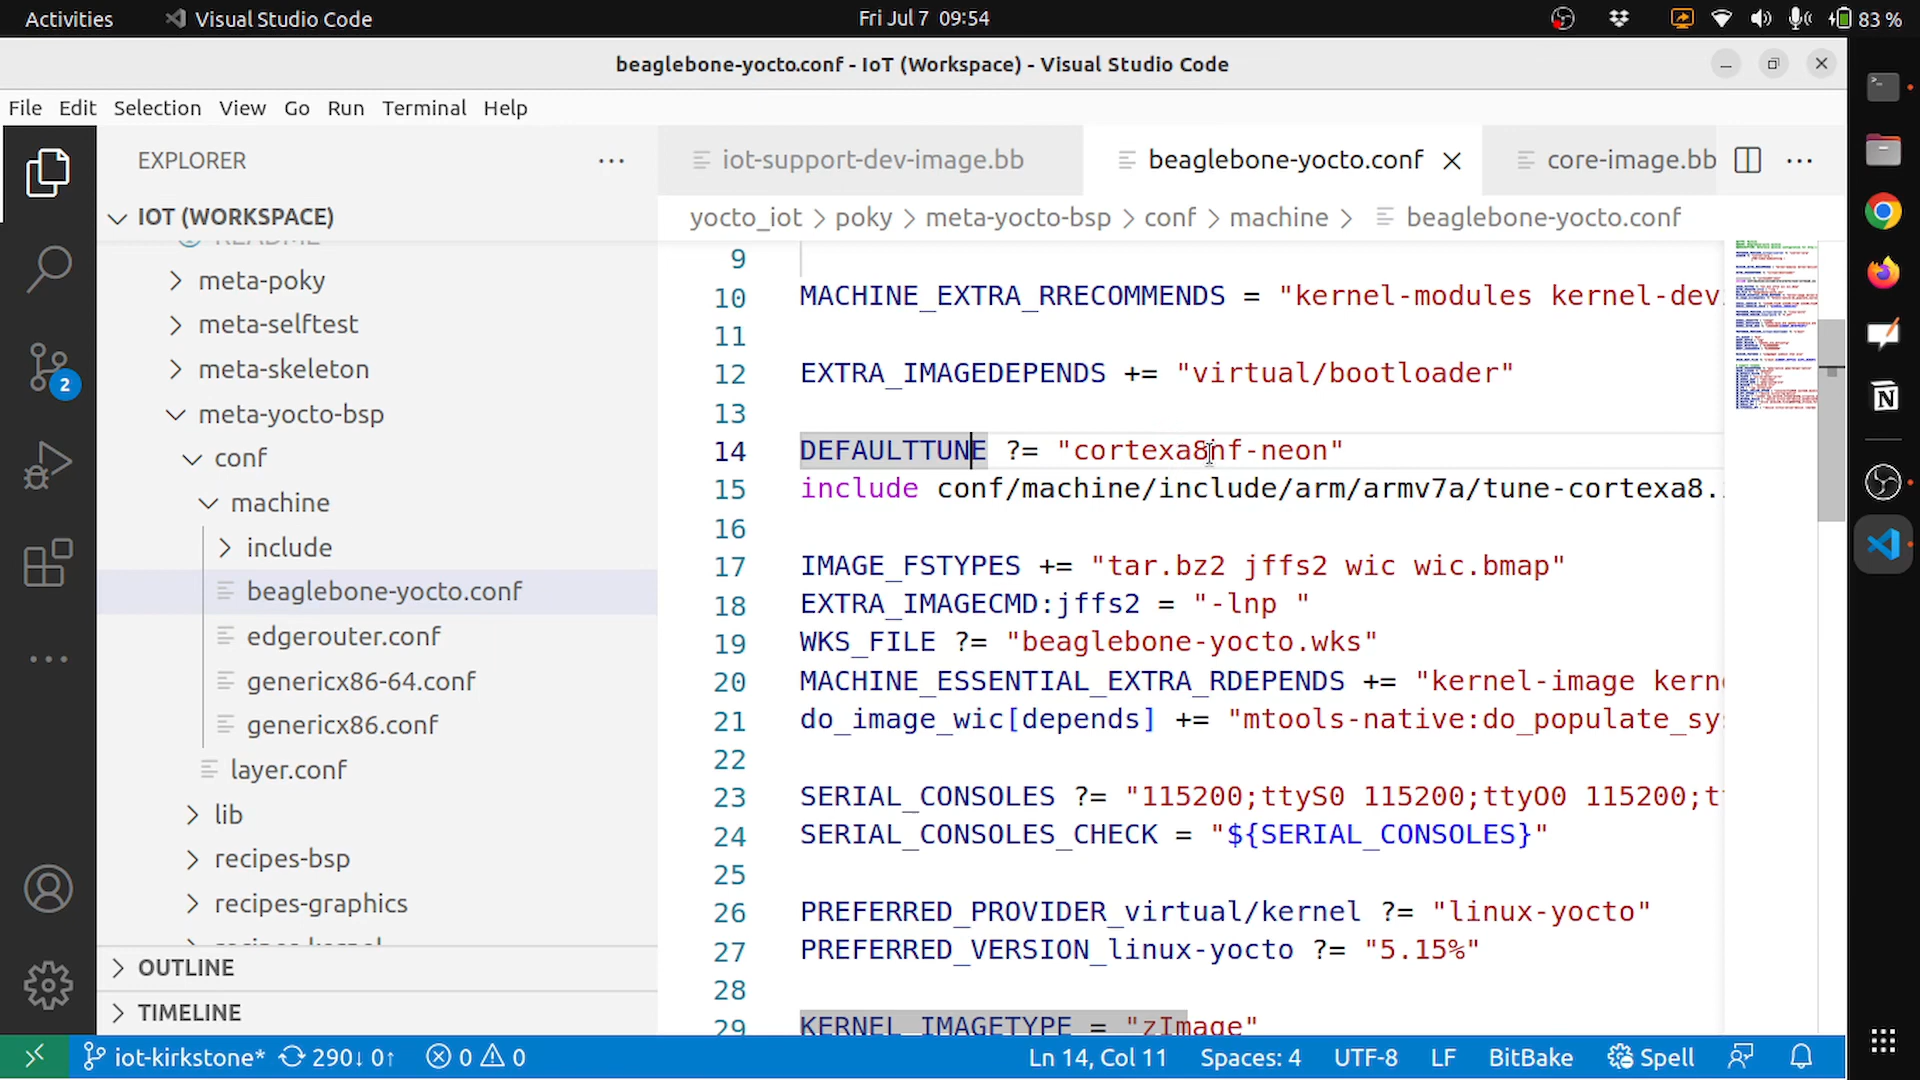 Activities
Visual Studio Code
Fri Jul 7 09:54
83 %
beaglebone-yocto.conf - IoT (Workspace) - Visual Studio Code
File Edit Selection View Go Run Terminal Help
EXPLORER
iot-support-dev-image.bb
beaglebone-yocto.conf
core-image.bb
IOT (WORKSPACE)
yocto_iot > poky > meta-yocto-bsp > conf > machine > beaglebone-yocto.conf
README
meta-poky
meta-selftest
meta-skeleton
meta-yocto-bsp
conf
machine
include
beaglebone-yocto.conf
edgerouter.conf
genericx86-64.conf
genericx86.conf
layer.conf
lib
recipes-bsp
recipes-graphics
recipes-kernel
OUTLINE
TIMELINE
2
9
10 MACHINE_EXTRA_RRECOMMENDS = "kernel-modules kernel-dev
11
12 EXTRA_IMAGEDEPENDS += "virtual/bootloader"
13
14 DEFAULTTUNE ?= "cortexa8nf-neon"
15 include conf/machine/include/arm/armv7a/tune-cortexa8.
16
17 IMAGE_FSTYPES += "tar.bz2 jffs2 wic wic.bmap"
18 EXTRA_IMAGECMD:jffs2 = "-lnp "
19 WKS_FILE ?= "beaglebone-yocto.wks"
20 MACHINE_ESSENTIAL_EXTRA_RDEPENDS += "kernel-image kern
21 do_image_wic[depends] += "mtools-native:do_populate_sy
22
23 SERIAL_CONSOLES ?= "115200;ttyS0 115200;ttyO0 115200;t
24 SERIAL_CONSOLES_CHECK = "${SERIAL_CONSOLES}"
25
26 PREFERRED_PROVIDER_virtual/kernel ?= "linux-yocto"
27 PREFERRED_VERSION_linux-yocto ?= "5.15%"
28
29 KERNEL_IMAGETYPE = "zImage"
iot-kirkstone* 290↓ 0↑ 0 0 Ln 14, Col 11 Spaces: 4 UTF-8 LF BitBake Spell